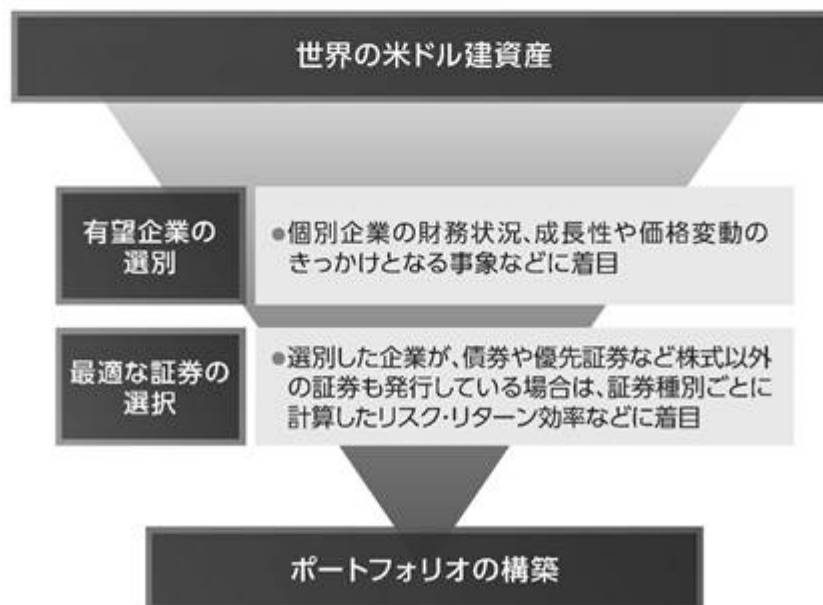 世界の米ドル建資産
有望企業の
選別
●個別企業の財務状況、成長性や価格変動の
きっかけとなる事象などに着目
最適な証券の
選択
●選別した企業が、債券や優先証券など株式以外
の証券も発行している場合は、証券種別ごとに
計算したリスク・リターン効率などに着目
ポートフォリオの構築